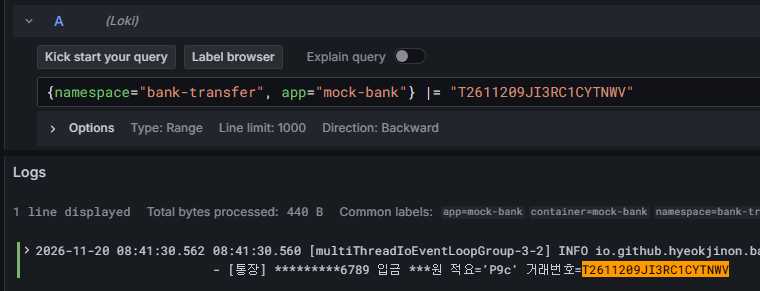 A (Loki)
Kick start your query Label browser Explain query
{namespace="bank-transfer", app="mock-bank"} |= "T2611209JI3RC1CYTNWV"
Options Type: Range Line limit: 1000 Direction: Backward
Logs
1 line displayed Total bytes processed: 440 B Common labels: app=mock-bank container=mock-bank namespace=bank-tr
2026-11-20 08:41:30.562 08:41:30.560 [multiThreadIoEventLoopGroup-3-2] INFO io.github.hyeokjinon.ba
- [통장] *********6789 입금 ***원 적요='P9c' 거래번호=T2611209JI3RC1CYTNWV